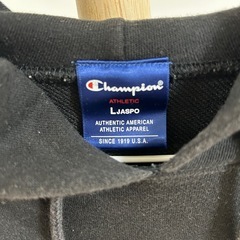 Champion
ATHLETIC
L JASPO
AUTHENTIC AMERICAN
ATHLETIC APPAREL
SINCE 1919 U.S.A.